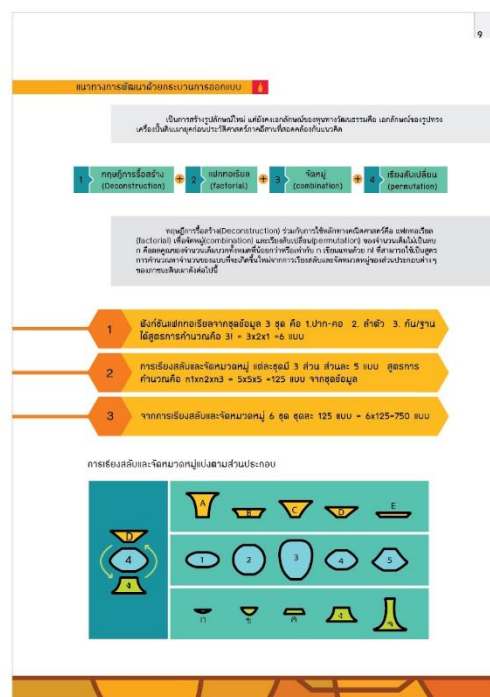 9
แนวทางการพัฒนาด้วยกระบวนการออกแบบ
เป็นการสร้างรูปลักษณ์ใหม่ แต่ยังคงเอกลักษณ์ของทุนทางวัฒนธรรมคือ เอกลักษณ์ของรูปทรง
เครื่องปั้นดินเผายุคก่อนประวัติศาสตร์ภาคอีสานที่สอดคล้องกับแนวคิด
1 ทฤษฎีการรื้อสร้าง (Deconstruction) + 2 แฟกทอเรียล (factorial) + 3 จัดหมู่ (combination) + 4 เรียงสับเปลี่ยน (permutation)
ทฤษฎีการรื้อสร้าง(Deconstruction) ร่วมกับการใช้หลักทางคณิตศาสตร์คือ แฟกทอเรียล
(factorial) เพื่อจัดหมู่(combination) และเรียงสับเปลี่ยน(permutation) ของจำนวนเต็มไม่เป็นลบ
n คือผลคูณของจำนวนเต็มบวกทั้งหมดที่น้อยกว่าหรือเท่ากับ n เขียนแทนด้วย n! ที่สามารถใช้เป็นสูตร
การคำนวณหาจำนวนของแบบที่จะเกิดขึ้นใหม่จากการเรียงสลับและจัดหมวดหมู่ของส่วนประกอบต่างๆ
ของภาชนะดินเผาดังต่อไปนี้
1 ฟังก์ชันแฟกทอเรียลจากชุดข้อมูล 3 ชุด คือ 1.ปาก-คอ 2. ลำตัว 3. ก้น/ฐาน
ได้สูตรการคำนวณคือ 3! = 3x2x1 =6 แบบ
2 การเรียงสลับและจัดหมวดหมู่ แต่ละชุดมี 3 ส่วน ส่วนละ 5 แบบ สูตรการ
คำนวณคือ n1xn2xn3 = 5x5x5 =125 แบบ จากชุดข้อมูล
3 จากการเรียงสลับและจัดหมวดหมู่ 6 ชุด ชุดละ 125 แบบ = 6x125=750 แบบ
การเรียงสลับและจัดหมวดหมู่แบ่งตามส่วนประกอบ
D
4
ง
A B C D E
1 2 3 4 5
ก ข ค ง จ